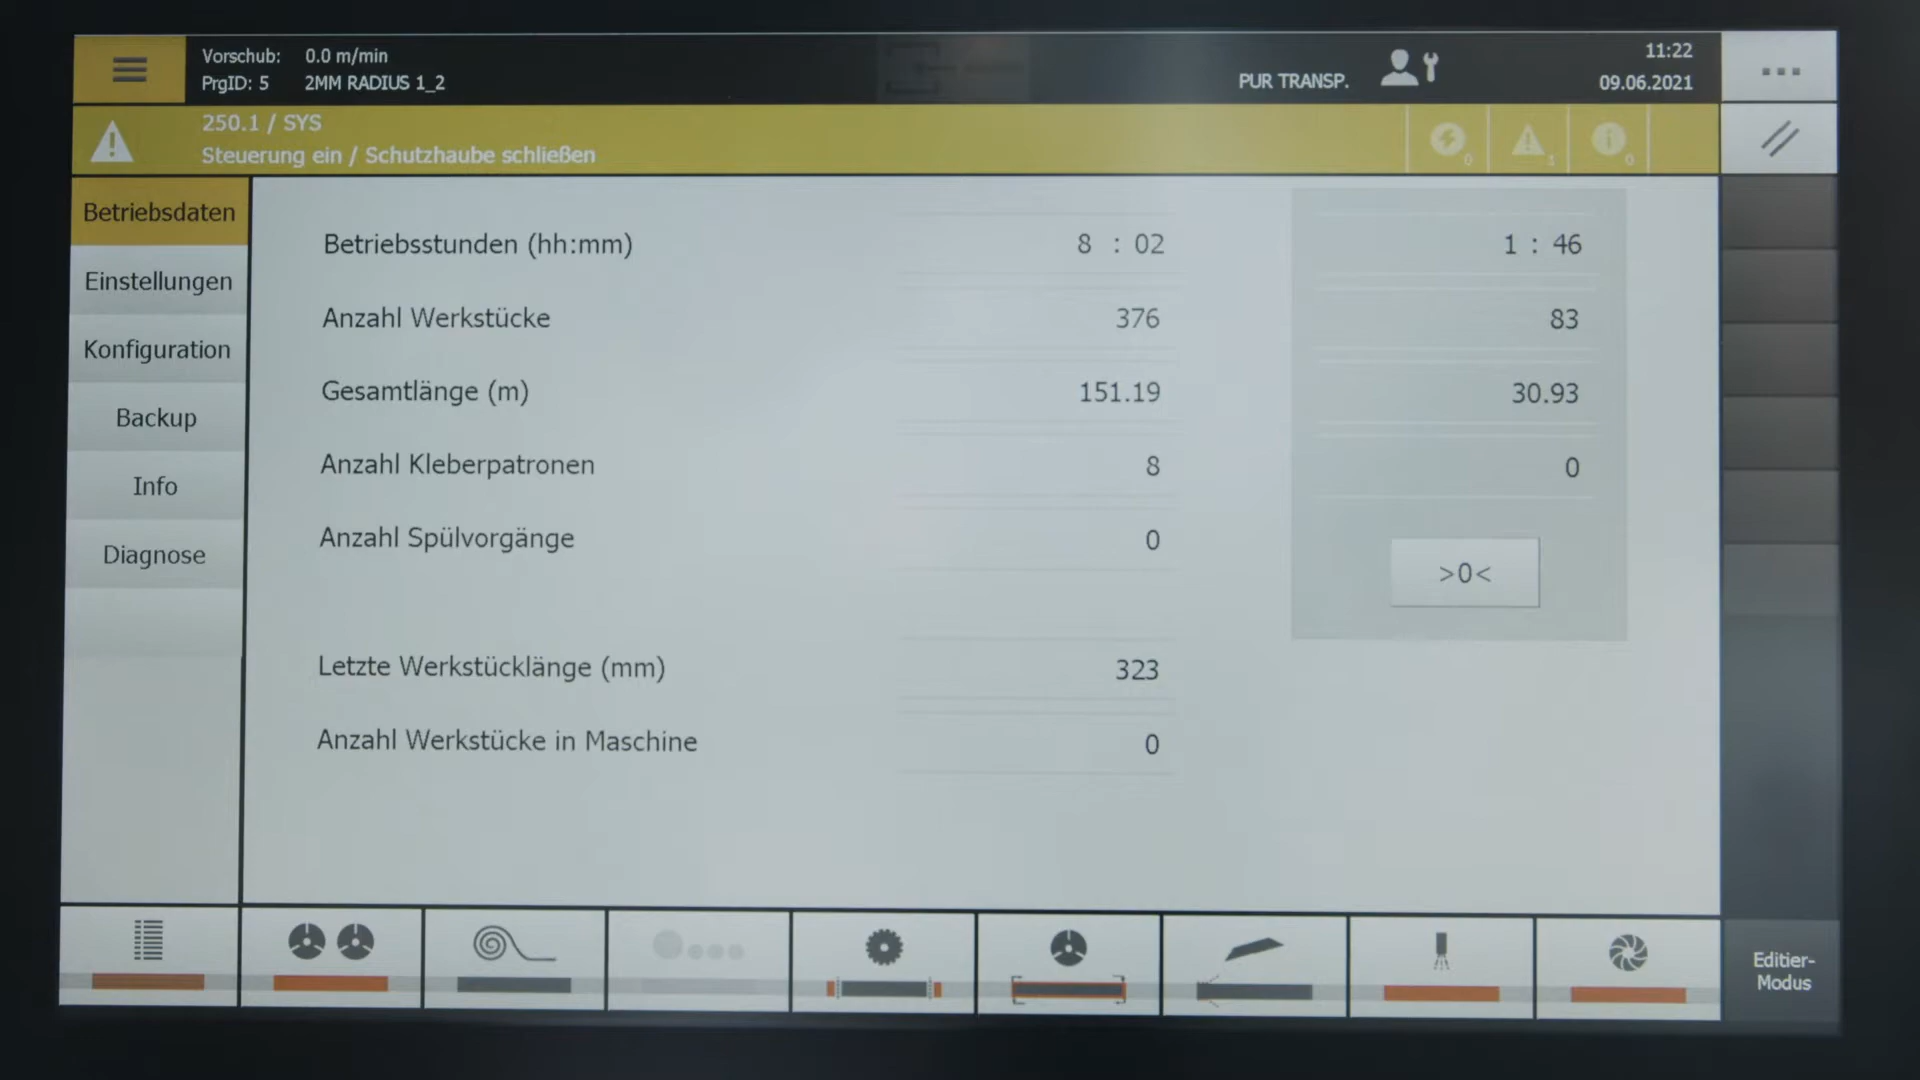 Vorschub: 0.0 m/min
PrgID: 5 2MM RADIUS 1_2
PUR TRANSP.
11:22
09.06.2021
250.1 / SYS
Steuerung ein / Schutzhaube schließen
0
1
0
Betriebsdaten
Einstellungen
Konfiguration
Backup
Info
Diagnose
Betriebsstunden (hh:mm) 8 : 02 1 : 46
Anzahl Werkstücke 376 83
Gesamtlänge (m) 151.19 30.93
Anzahl Kleberpatronen 8 0
Anzahl Spülvorgänge 0
>0<
Letzte Werkstücklänge (mm) 323
Anzahl Werkstücke in Maschine 0
Editier-
Modus